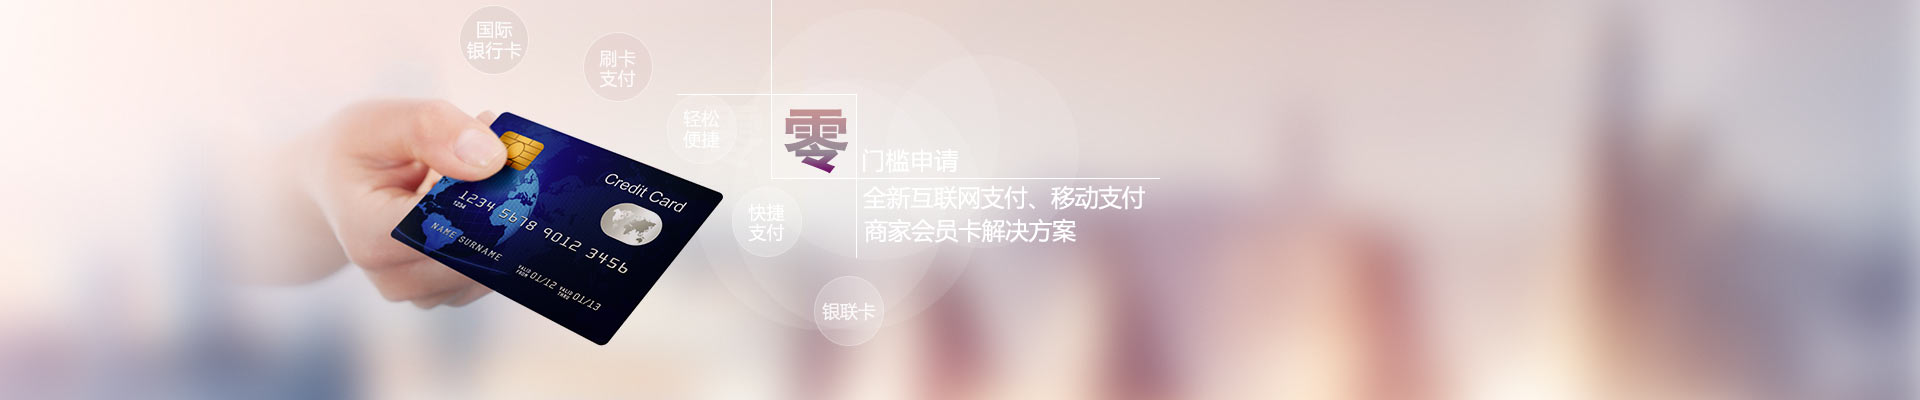 国际
银行卡
刷卡
支付
轻松
便捷
零
门槛申请
全新互联网支付、移动支付
商家会员卡解决方案
快捷
支付
银联卡
Credit Card
1234 5678 9012 3456
1234
NAME SURNAME
VALID FROM 01/12 VALID THRU 01/13